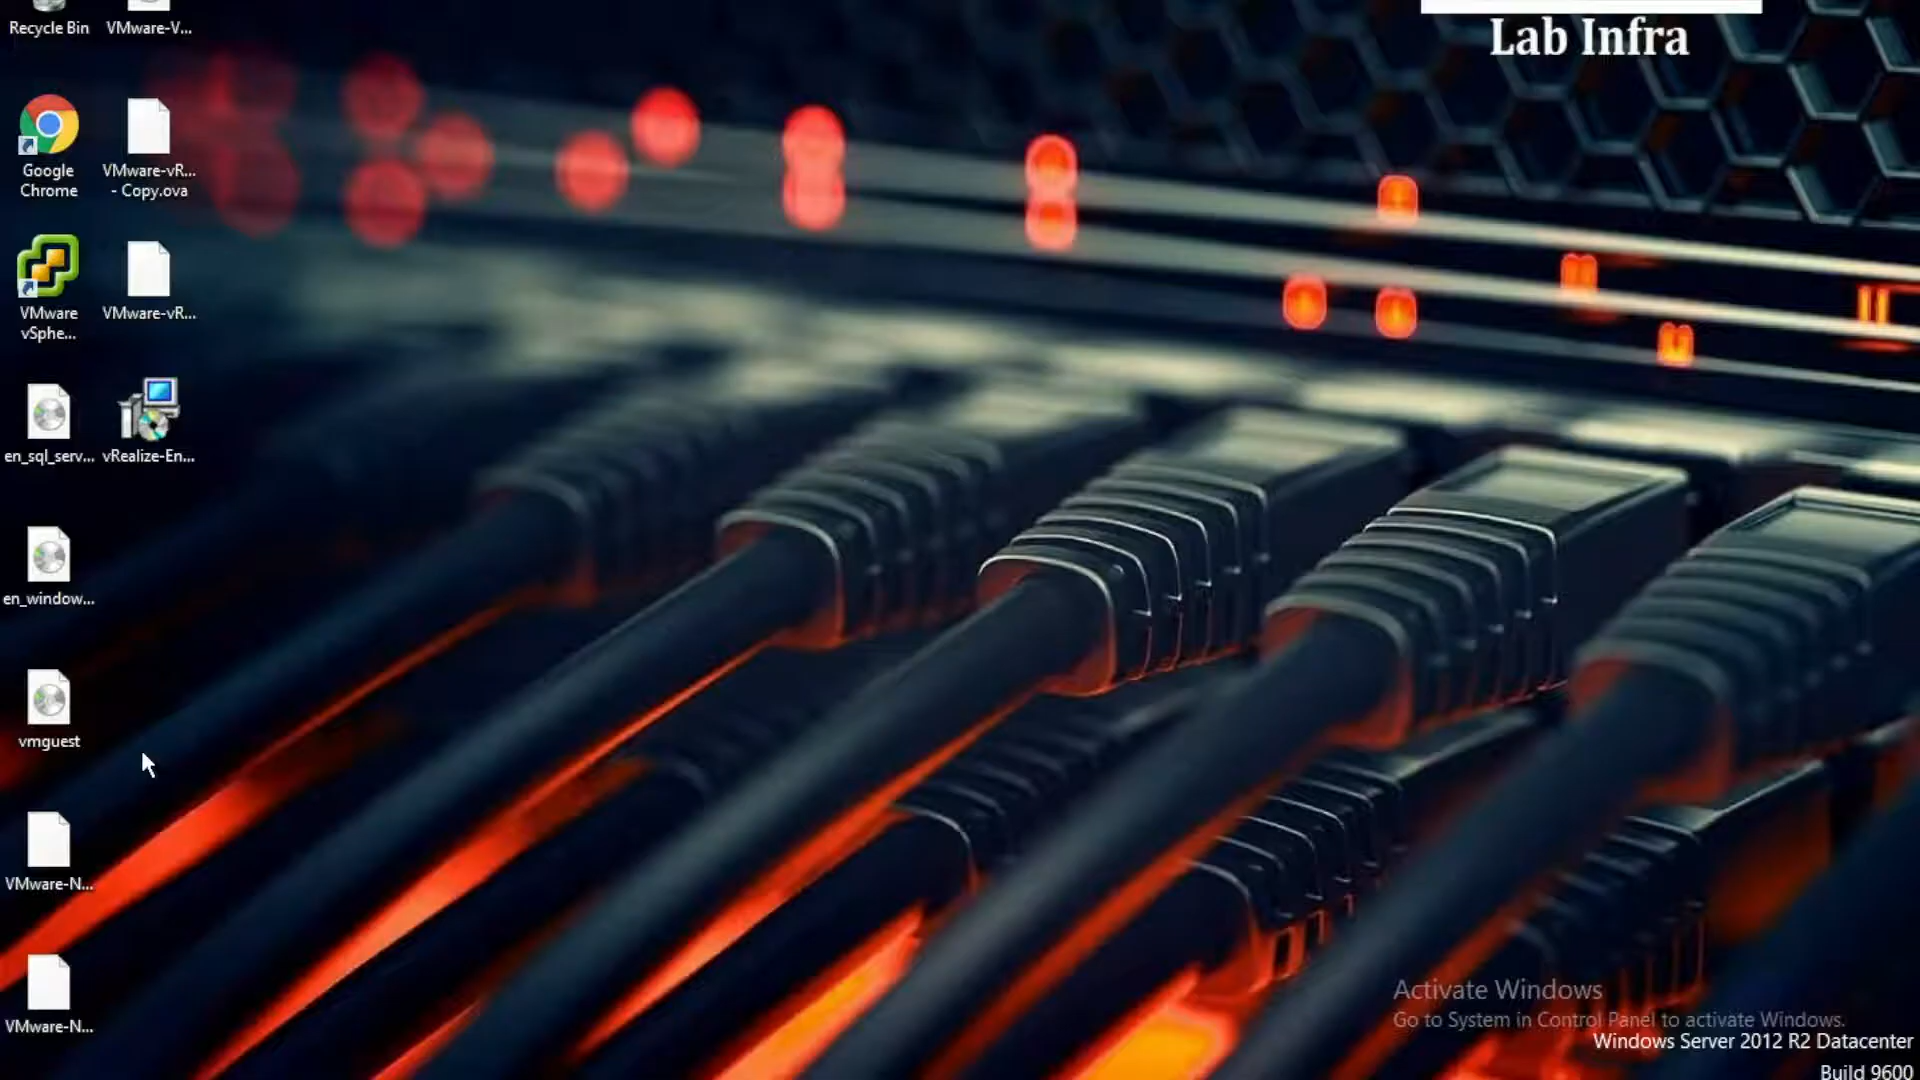 Recycle Bin
VMware-V...
Lab Infra
Google
Chrome
VMware-vR...
- Copy.ova
VMware
vSphe...
VMware-vR...
en_sql_serv...
vRealize-En...
en_window...
vmguest
VMware-N...
VMware-N...
Activate Windows
Go to System in Control Panel to activate Windows.
Windows Server 2012 R2 Datacenter
Build 9600